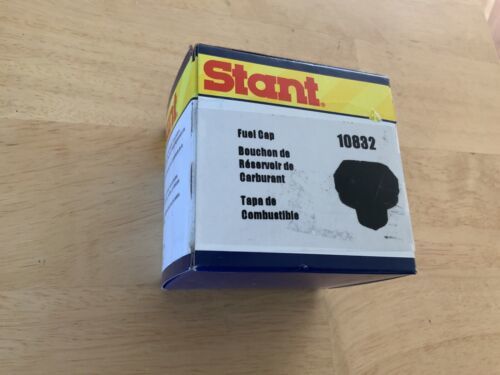 Stant
Fuel Cap
10832
Bouchon de
Réservoir de
Carburant
Tapa de
Combustible